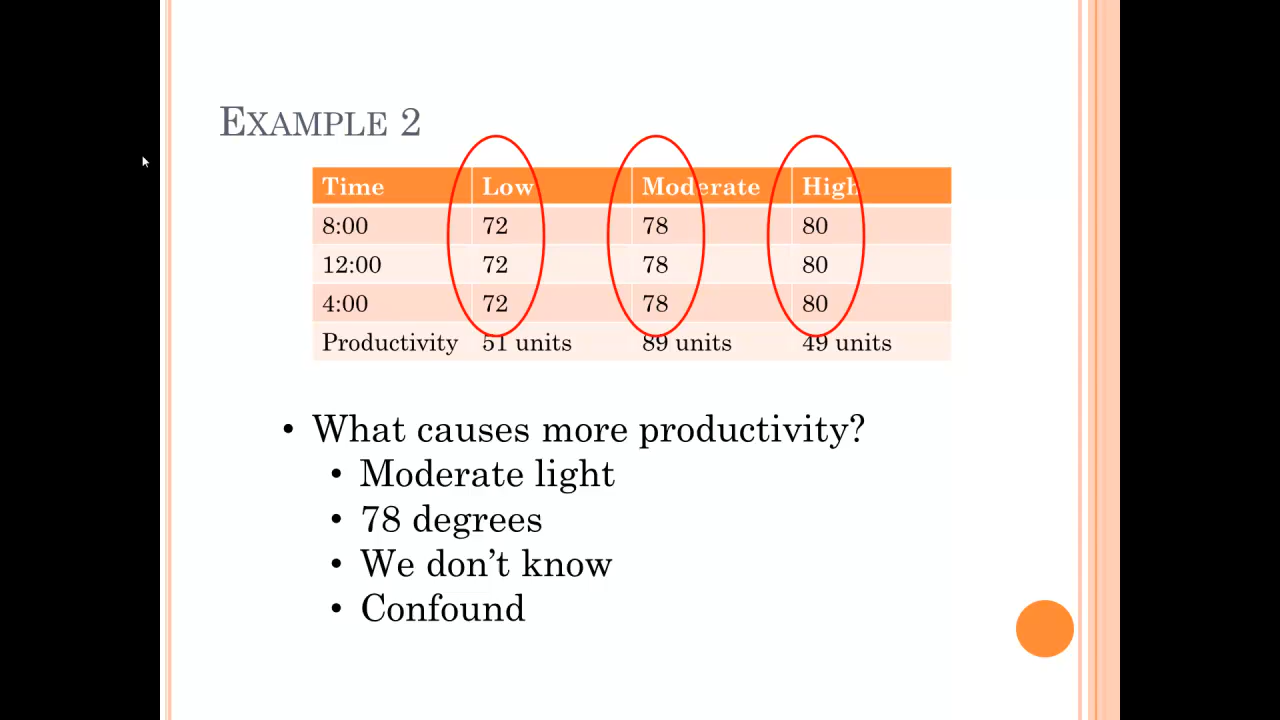 EXAMPLE 2
Time Low Moderate High
8:00 72 78 80
12:00 72 78 80
4:00 72 78 80
Productivity 51 units 89 units 49 units
• What causes more productivity?
• Moderate light
• 78 degrees
• We don’t know
• Confound